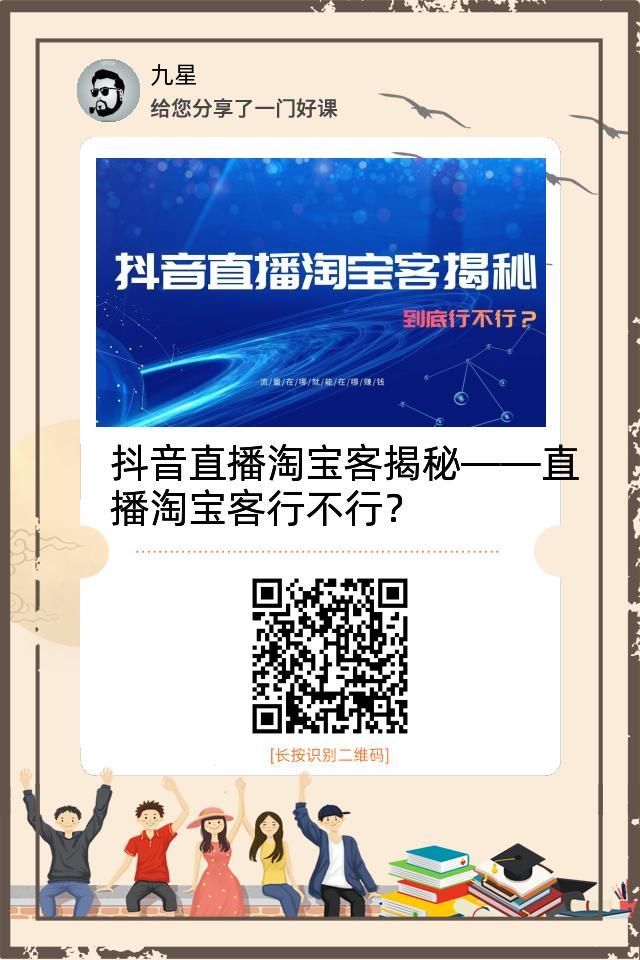 九星
给您分享了一门好课
抖音直播淘宝客揭秘
到底行不行？
流/量/在/哪/就/能/在/哪/赚/钱
抖音直播淘宝客揭秘——直
播淘宝客行不行？
[长按识别二维码]